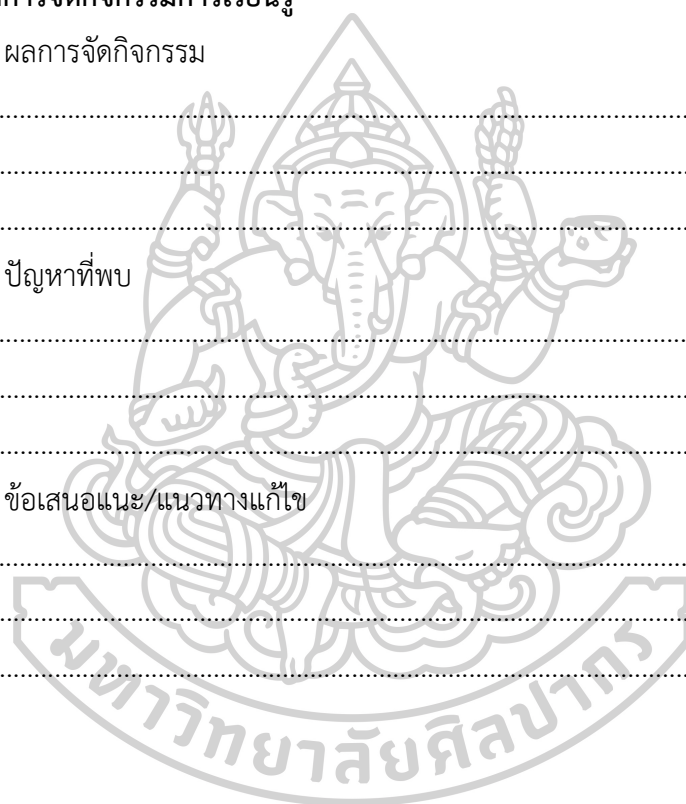 การจัดกิจกรรมการเรียนรู้
ผลการจัดกิจกรรม
ปัญหาที่พบ
ข้อเสนอแนะ/แนวทางแก้ไข
มหาวิทยาลัยศิลปากร